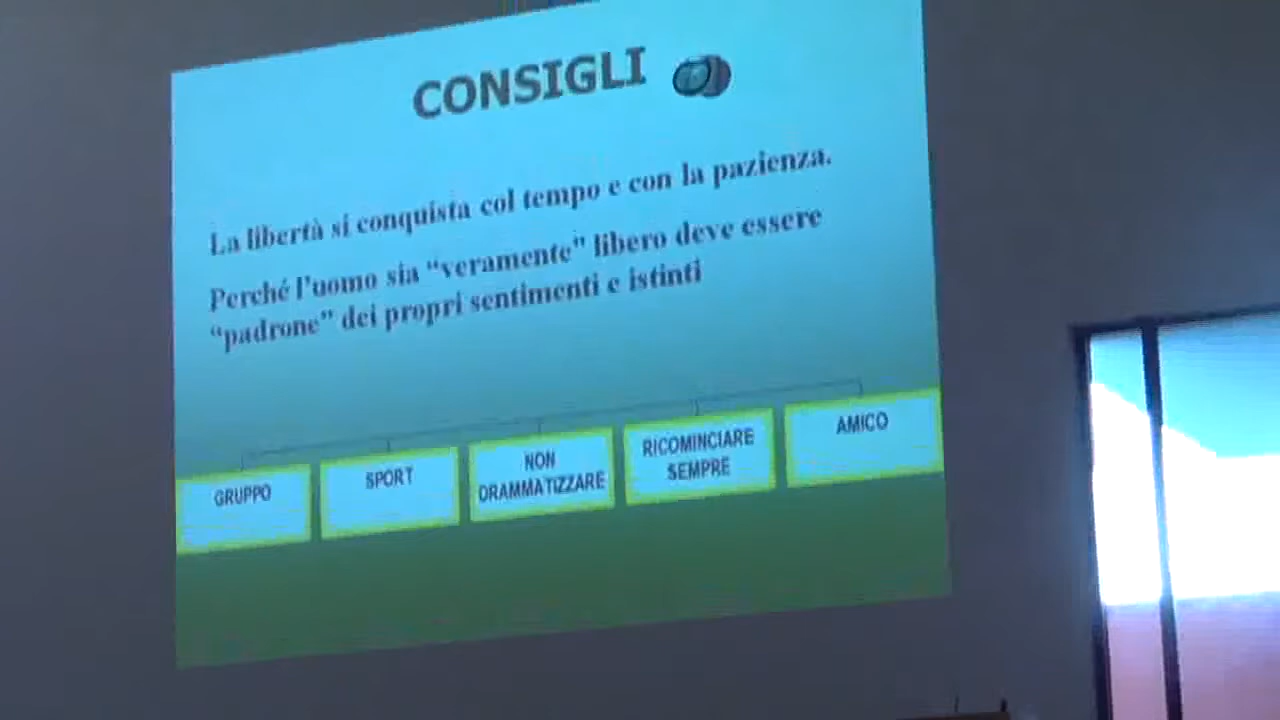 CONSIGLI
La libertà si conquista col tempo e con la pazienza.
Perché l'uomo sia “veramente” libero deve essere
“padrone” dei propri sentimenti e istinti
GRUPPO
SPORT
NON
DRAMMATIZZARE
RICOMINCIARE
SEMPRE
AMICO